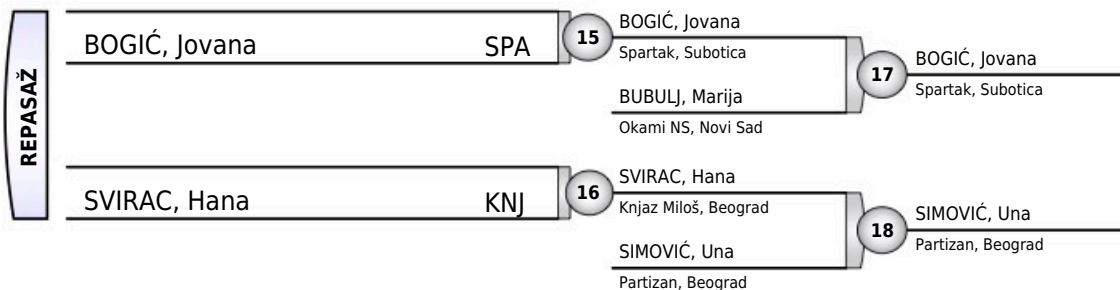 REPASAŽ
BOGIĆ, Jovana SPA
15
BOGIĆ, Jovana
Spartak, Subotica
BUBULJ, Marija
Okami NS, Novi Sad
17
BOGIĆ, Jovana
Spartak, Subotica
SVIRAC, Hana KNJ
16
SVIRAC, Hana
Knjaz Miloš, Beograd
SIMOVIĆ, Una
Partizan, Beograd
18
SIMOVIĆ, Una
Partizan, Beograd